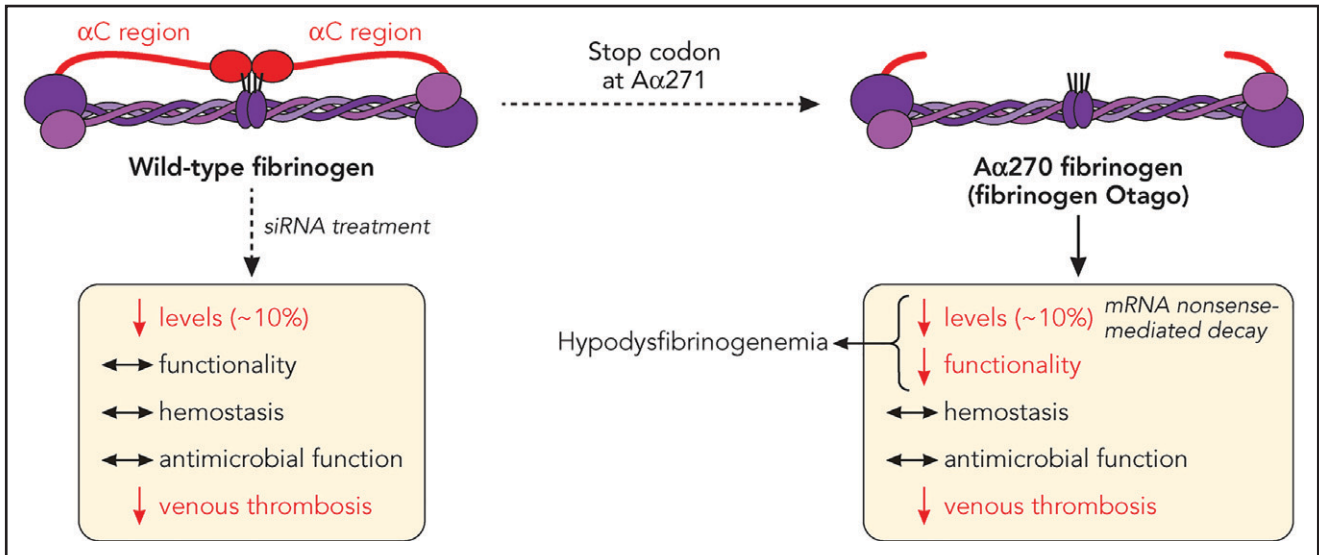 αC region
αC region
Stop codon
at Aα271
Wild-type fibrinogen
Aα270 fibrinogen
(fibrinogen Otago)
siRNA treatment
↓ levels (~10%)
↔ functionality
↔ hemostasis
↔ antimicrobial function
↓ venous thrombosis
Hypodysfibrinogenemia
↓ levels (~10%)
mRNA nonsense-
mediated decay
↓ functionality
↔ hemostasis
↔ antimicrobial function
↓ venous thrombosis